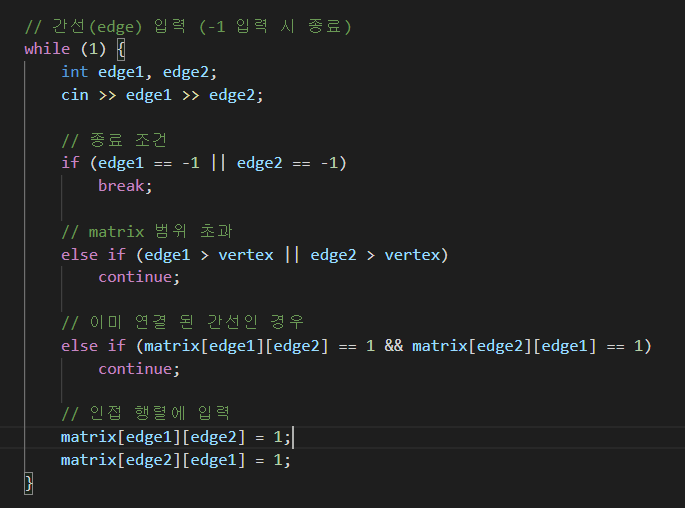 // 간선(edge) 입력 (-1 입력 시 종료)
while (1) {
int edge1, edge2;
cin >> edge1 >> edge2;
// 종료 조건
if (edge1 == -1 || edge2 == -1)
break;
// matrix 범위 초과
else if (edge1 > vertex || edge2 > vertex)
continue;
// 이미 연결 된 간선인 경우
else if (matrix[edge1][edge2] == 1 && matrix[edge2][edge1] == 1)
continue;
// 인접 행렬에 입력
matrix[edge1][edge2] = 1;
matrix[edge2][edge1] = 1;
}